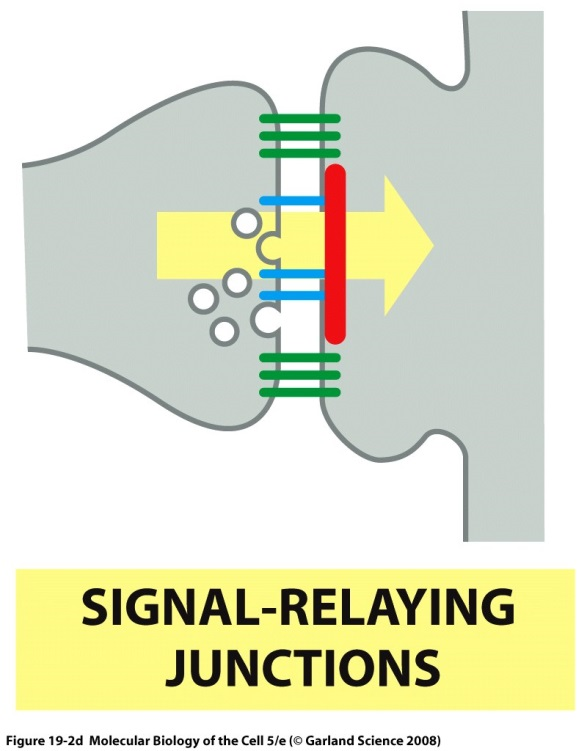 SIGNAL-RELAYING
JUNCTIONS
Figure 19-2d Molecular Biology of the Cell 5/e (© Garland Science 2008)